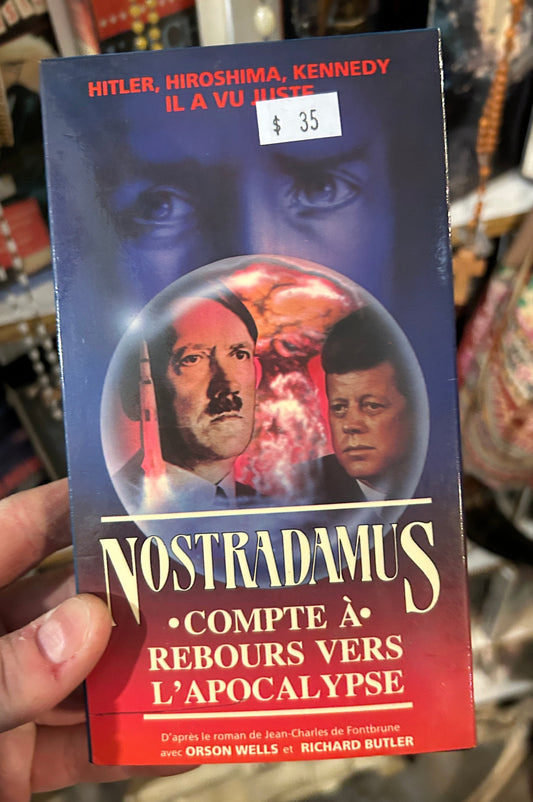 HITLER, HIROSHIMA, KENNEDY
IL A VU JUSTE
$ 35
NOSTRADAMUS
•COMPTE À•
REBOURS VERS
L'APOCALYPSE
D'après le roman de Jean-Charles de Fontbrune
avec ORSON WELLS et RICHARD BUTLER